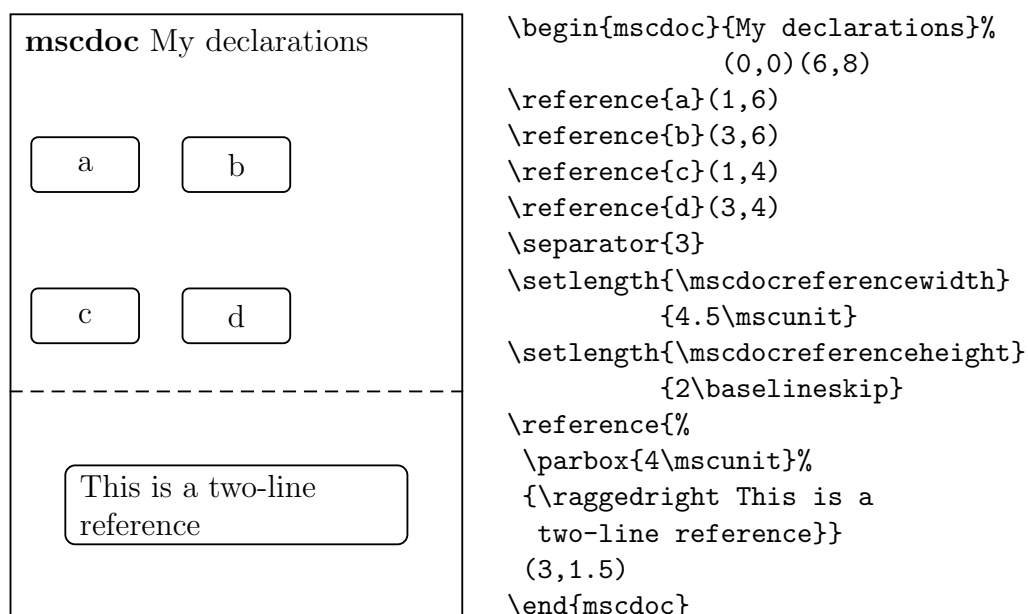 mscdoc My declarations
a
b
c
d
This is a two-line
reference
\begin{mscdoc}{My declarations}%
(0,0)(6,8)
\reference{a}(1,6)
\reference{b}(3,6)
\reference{c}(1,4)
\reference{d}(3,4)
\separator{3}
\setlength{\mscdocreferencewidth}
{4.5\mscunit}
\setlength{\mscdocreferenceheight}
{2\baselineskip}
\reference{%
\parbox{4\mscunit}%
{\raggedright This is a
two-line reference}}
(3,1.5)
\end{mscdoc}